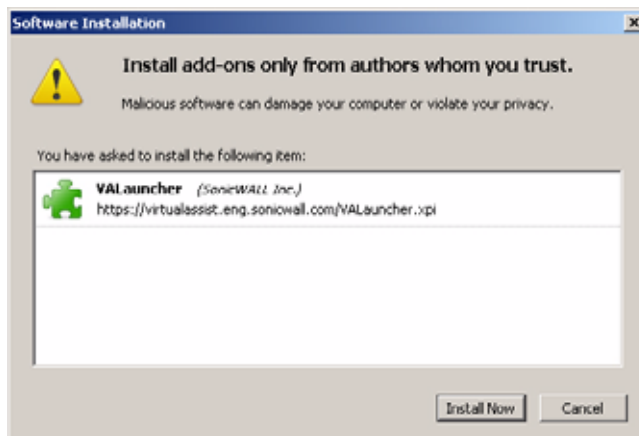 Software Installation
Install add-ons only from authors whom you trust.
Malicious software can damage your computer or violate your privacy.
You have asked to install the following item:
VALauncher (SonicWALL Inc.)
https://virtualassist.eng.sonicwall.com/VALauncher.xpi
Install Now Cancel